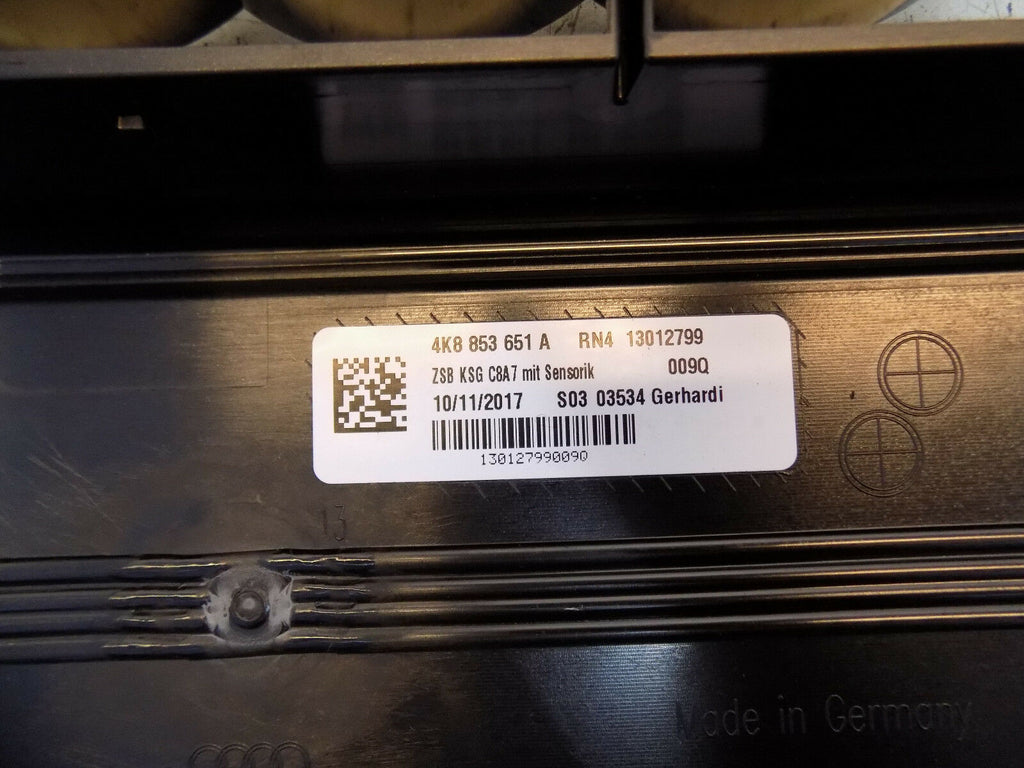 4K8 853 651 A RN4 13012799
ZSB KSG C8A7 mit Sensorik 009Q
10/11/2017 S03 03534 Gerhardi
13012799009Q
13
Made in Germany